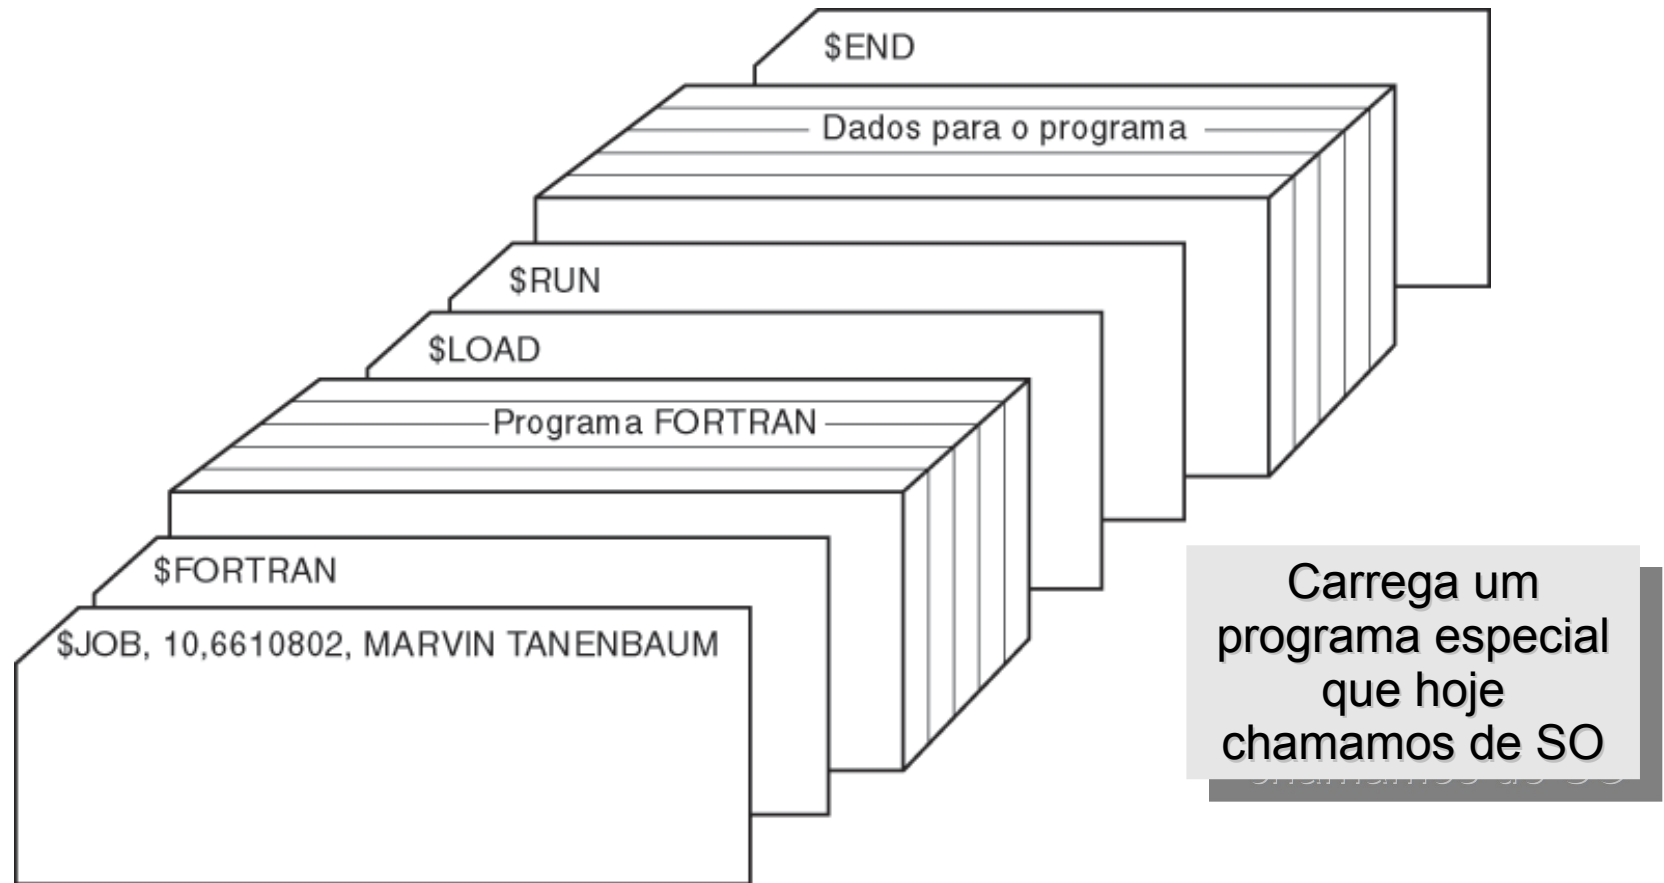 $END
Dados para o programa
$RUN
$LOAD
Programa FORTRAN
$FORTRAN
$JOB, 10,6610802, MARVIN TANENBAUM
Carrega um
programa especial
que hoje
chamamos de SO